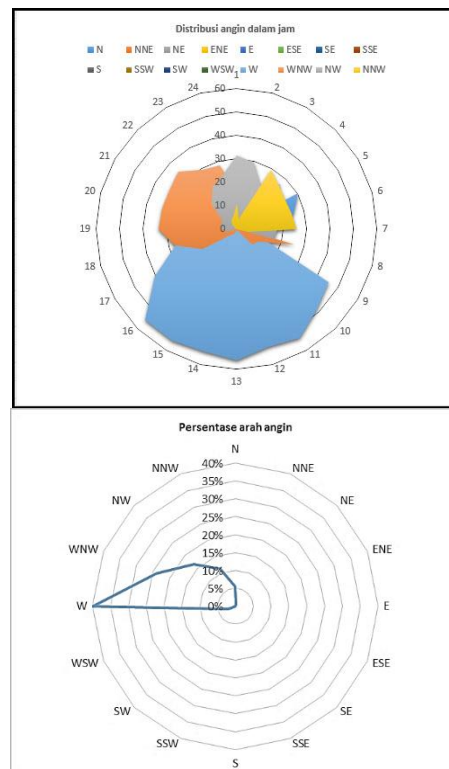 Distribusi angin dalam jam
N NNE NE ENE E ESE SE SSE
S SSW SW WSW W WNW NW NNW
1
2
3
4
5
6
7
8
9
10
11
12
13
14
15
16
17
18
19
20
21
22
23
24
60
50
40
30
20
10
0
Persentase arah angin
N
NNE
NE
ENE
E
ESE
SE
SSE
S
SSW
SW
WSW
W
WNW
NW
NNW
40%
35%
30%
25%
20%
15%
10%
5%
0%